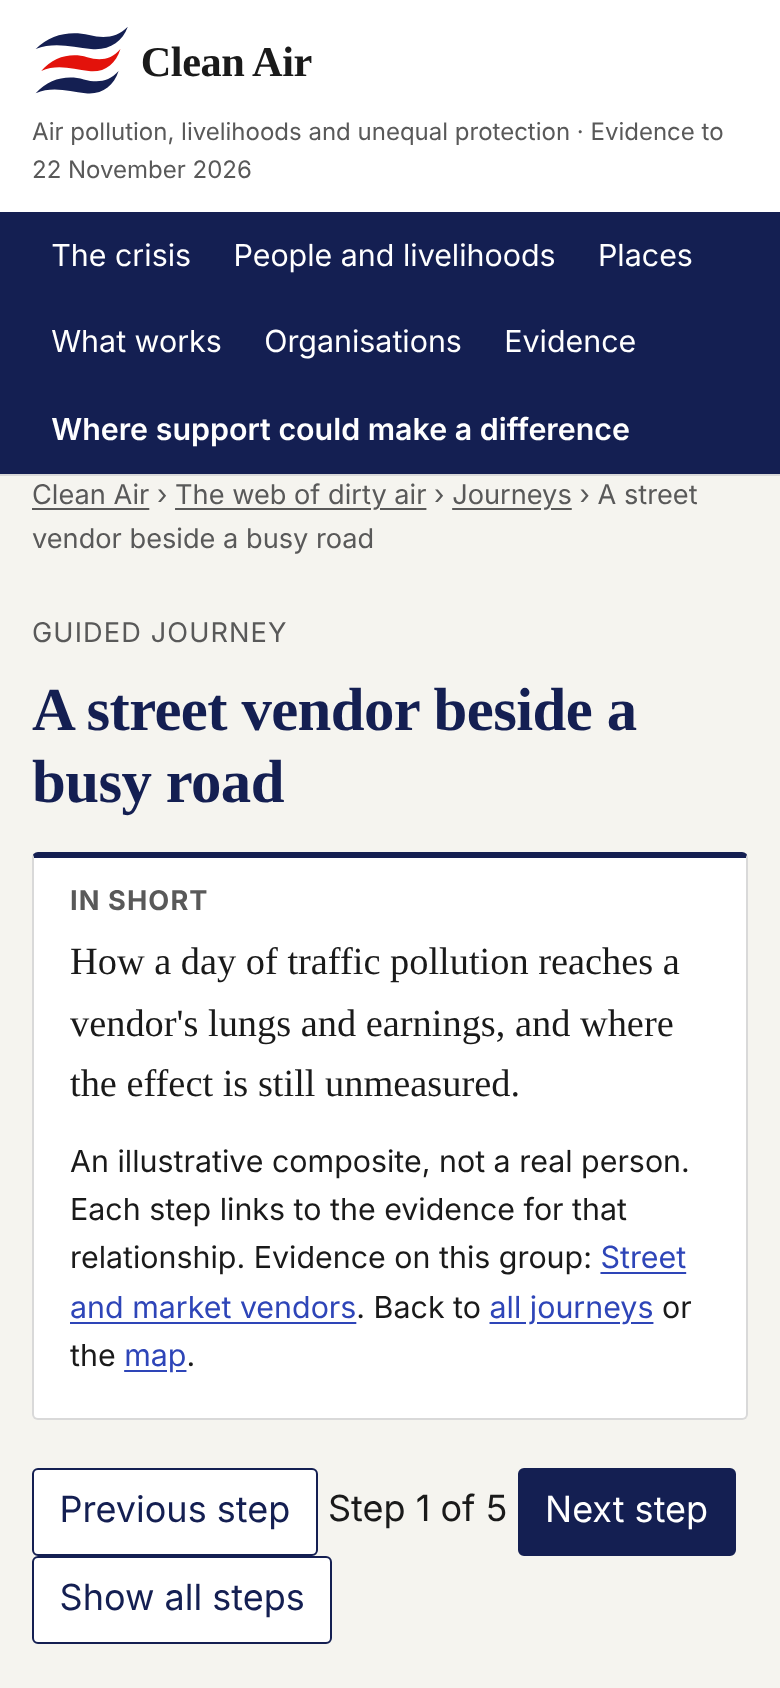 Clean Air
Air pollution, livelihoods and unequal protection · Evidence to
22 November 2026
The crisis People and livelihoods Places
What works Organisations Evidence
Where support could make a difference
Clean Air › The web of dirty air › Journeys › A street
vendor beside a busy road
GUIDED JOURNEY
A street vendor beside a
busy road
IN SHORT
How a day of traffic pollution reaches a
vendor's lungs and earnings, and where
the effect is still unmeasured.
An illustrative composite, not a real person.
Each step links to the evidence for that
relationship. Evidence on this group: Street
and market vendors. Back to all journeys or
the map.
Previous step Step 1 of 5 Next step
Show all steps